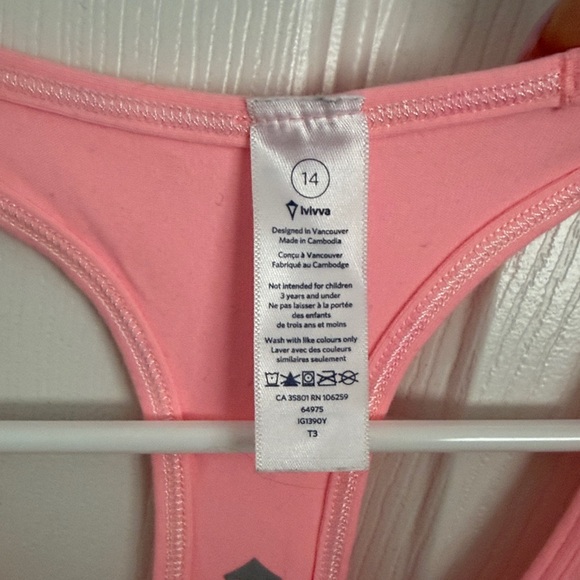 14
ivivva
Designed in Vancouver
Made in Cambodia
Conçu à Vancouver
Fabriqué au Cambodge
Not intended for children
3 years and under
Ne pas laisser à la portée
des enfants
de trois ans et moins
Wash with like colours only
Laver avec des couleurs
similaires seulement
CA 35801 RN 106259
64975
IG1390Y
T3